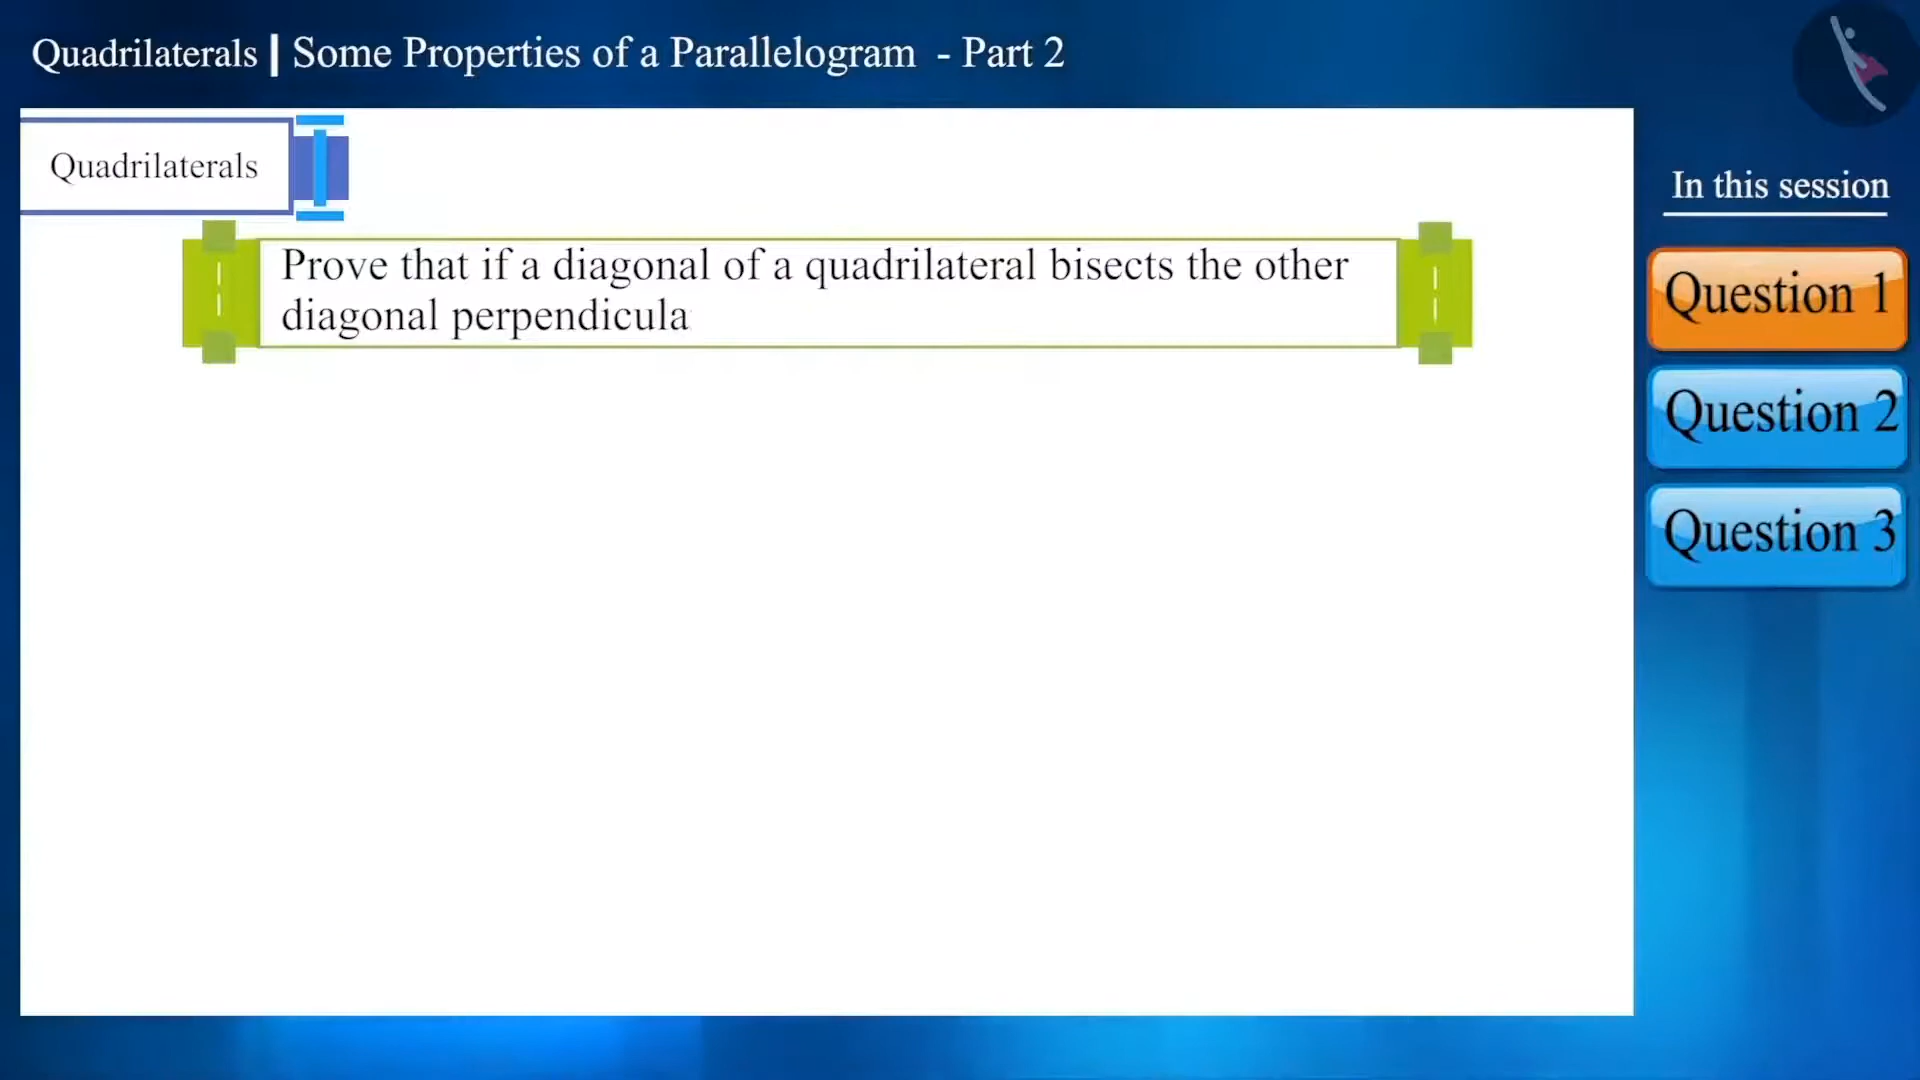 Quadrilaterals | Some Properties of a Parallelogram - Part 2
Quadrilaterals
Prove that if a diagonal of a quadrilateral bisects the other
diagonal perpendicula
In this session
Question 1
Question 2
Question 3